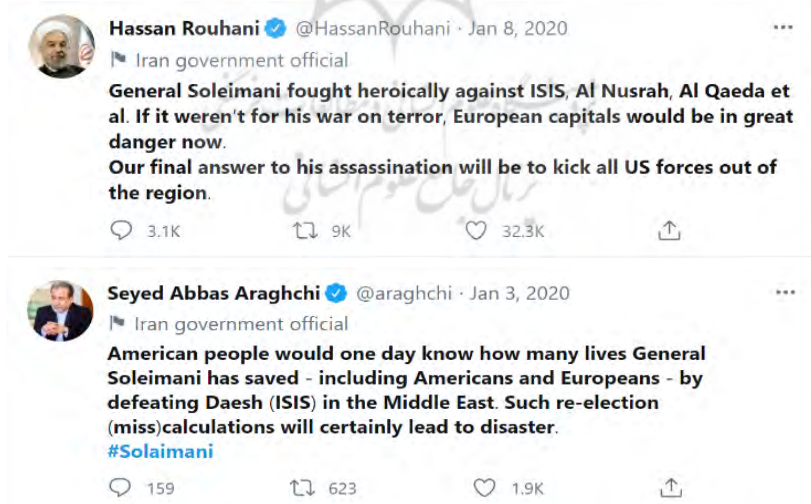 Hassan Rouhani @HassanRouhani · Jan 8, 2020
Iran government official
General Soleimani fought heroically against ISIS, Al Nusrah, Al Qaeda et
al. If it weren't for his war on terror, European capitals would be in great
danger now.
Our final answer to his assassination will be to kick all US forces out of
the region.
3.1K 9K 32.3K
Seyed Abbas Araghchi @araghchi · Jan 3, 2020
Iran government official
American people would one day know how many lives General
Soleimani has saved - including Americans and Europeans - by
defeating Daesh (ISIS) in the Middle East. Such re-election
(miss)calculations will certainly lead to disaster.
#Solaimani
159 623 1.9K
پرتال جامع علوم انسانی